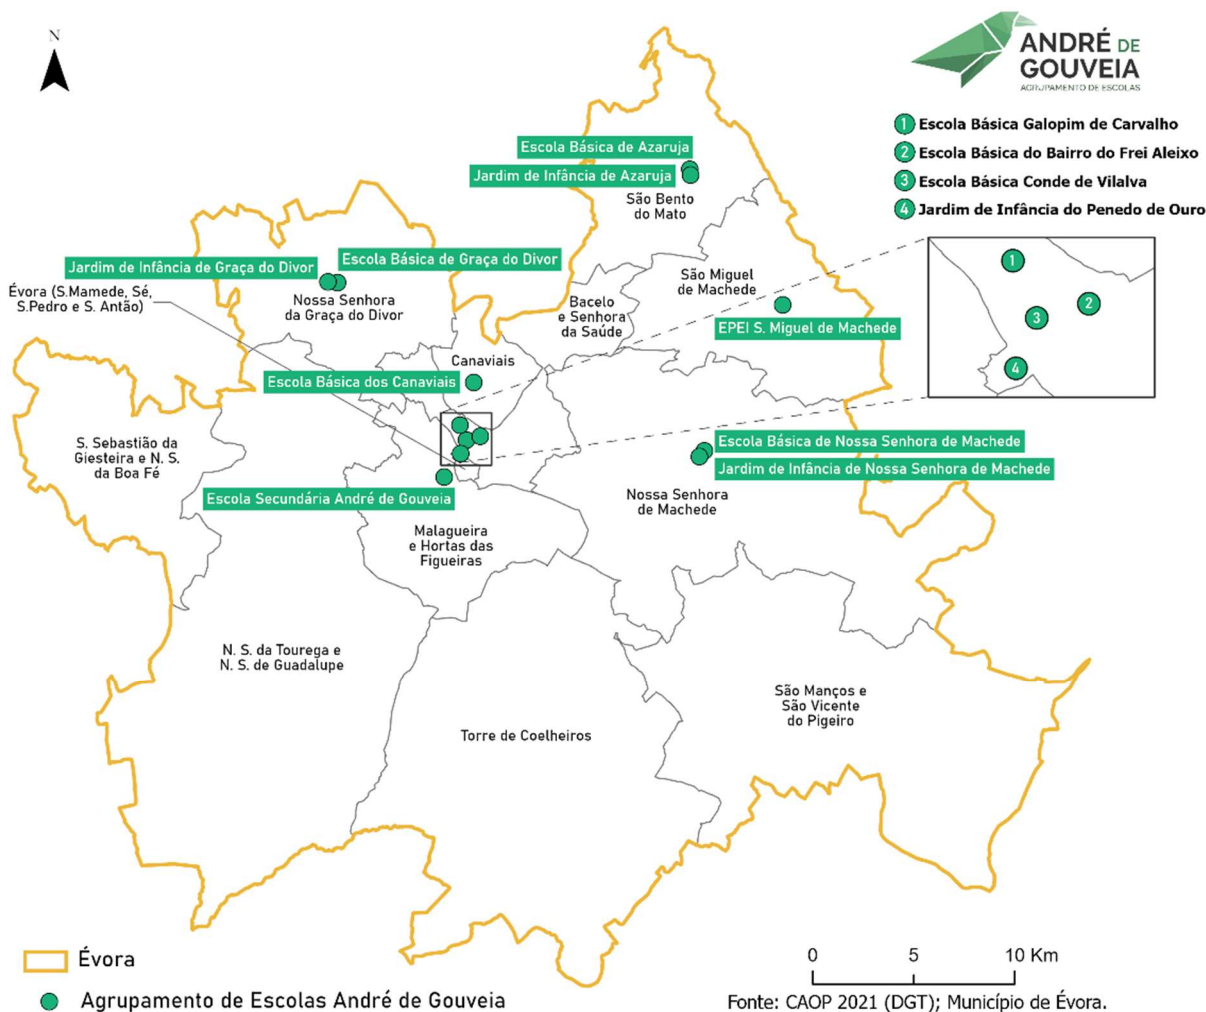 N
ANDRÉ DE
GOUVEIA
AGRUPAMENTO DE ESCOLAS
1 Escola Básica Galopim de Carvalho
2 Escola Básica do Bairro do Frei Aleixo
3 Escola Básica Conde de Vilalva
4 Jardim de Infância do Penedo de Ouro
Escola Básica de Azaruja
Jardim de Infância de Azaruja
São Bento
do Mato
Jardim de Infância de Graça do Divor
Escola Básica de Graça do Divor
Évora (S.Mamede, Sé,
S.Pedro e S. Antão)
Nossa Senhora
da Graça do Divor
Bacelo
e Senhora
da Saúde
São Miguel
de Machede
EPEI S. Miguel de Machede
1
2
3
4
Canaviais
Escola Básica dos Canaviais
S. Sebastião da
Giesteira e N. S.
da Boa Fé
Escola Básica de Nossa Senhora de Machede
Jardim de Infância de Nossa Senhora de Machede
Nossa Senhora
de Machede
Escola Secundária André de Gouveia
Malagueira
e Hortas das
Figueiras
N. S. da Tourega e
N. S. de Guadalupe
São Manços e
São Vicente
do Pigeiro
Torre de Coelheiros
Évora
Agrupamento de Escolas André de Gouveia
0 5 10 Km
Fonte: CAOP 2021 (DGT); Município de Évora.